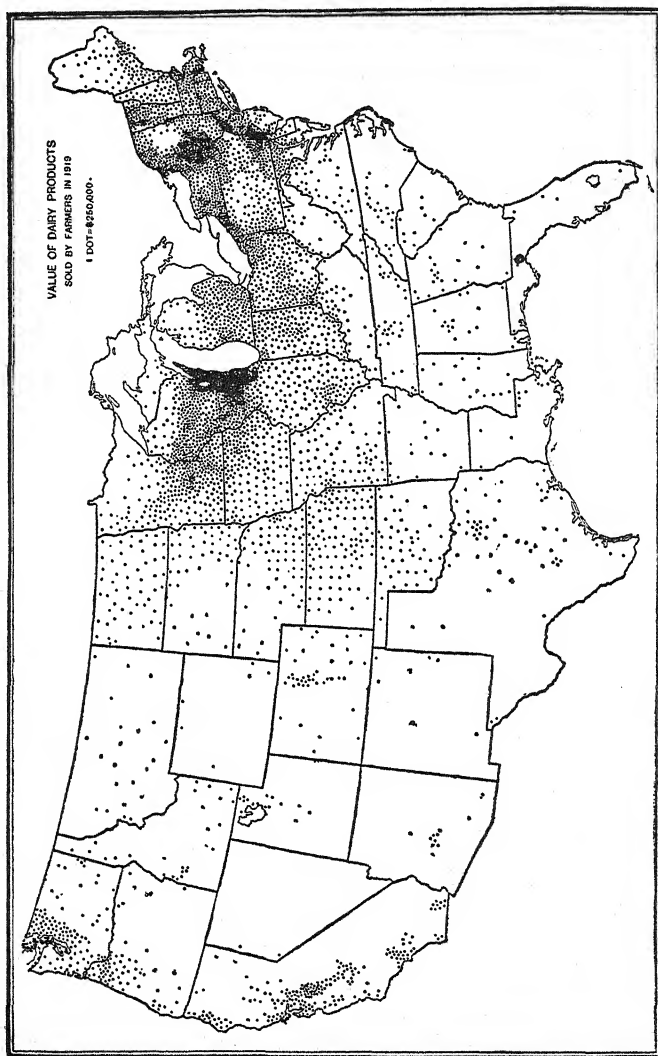 VALUE OF DAIRY PRODUCTS
SOLD BY FARMERS IN 1919
1 DOT=$250,000.